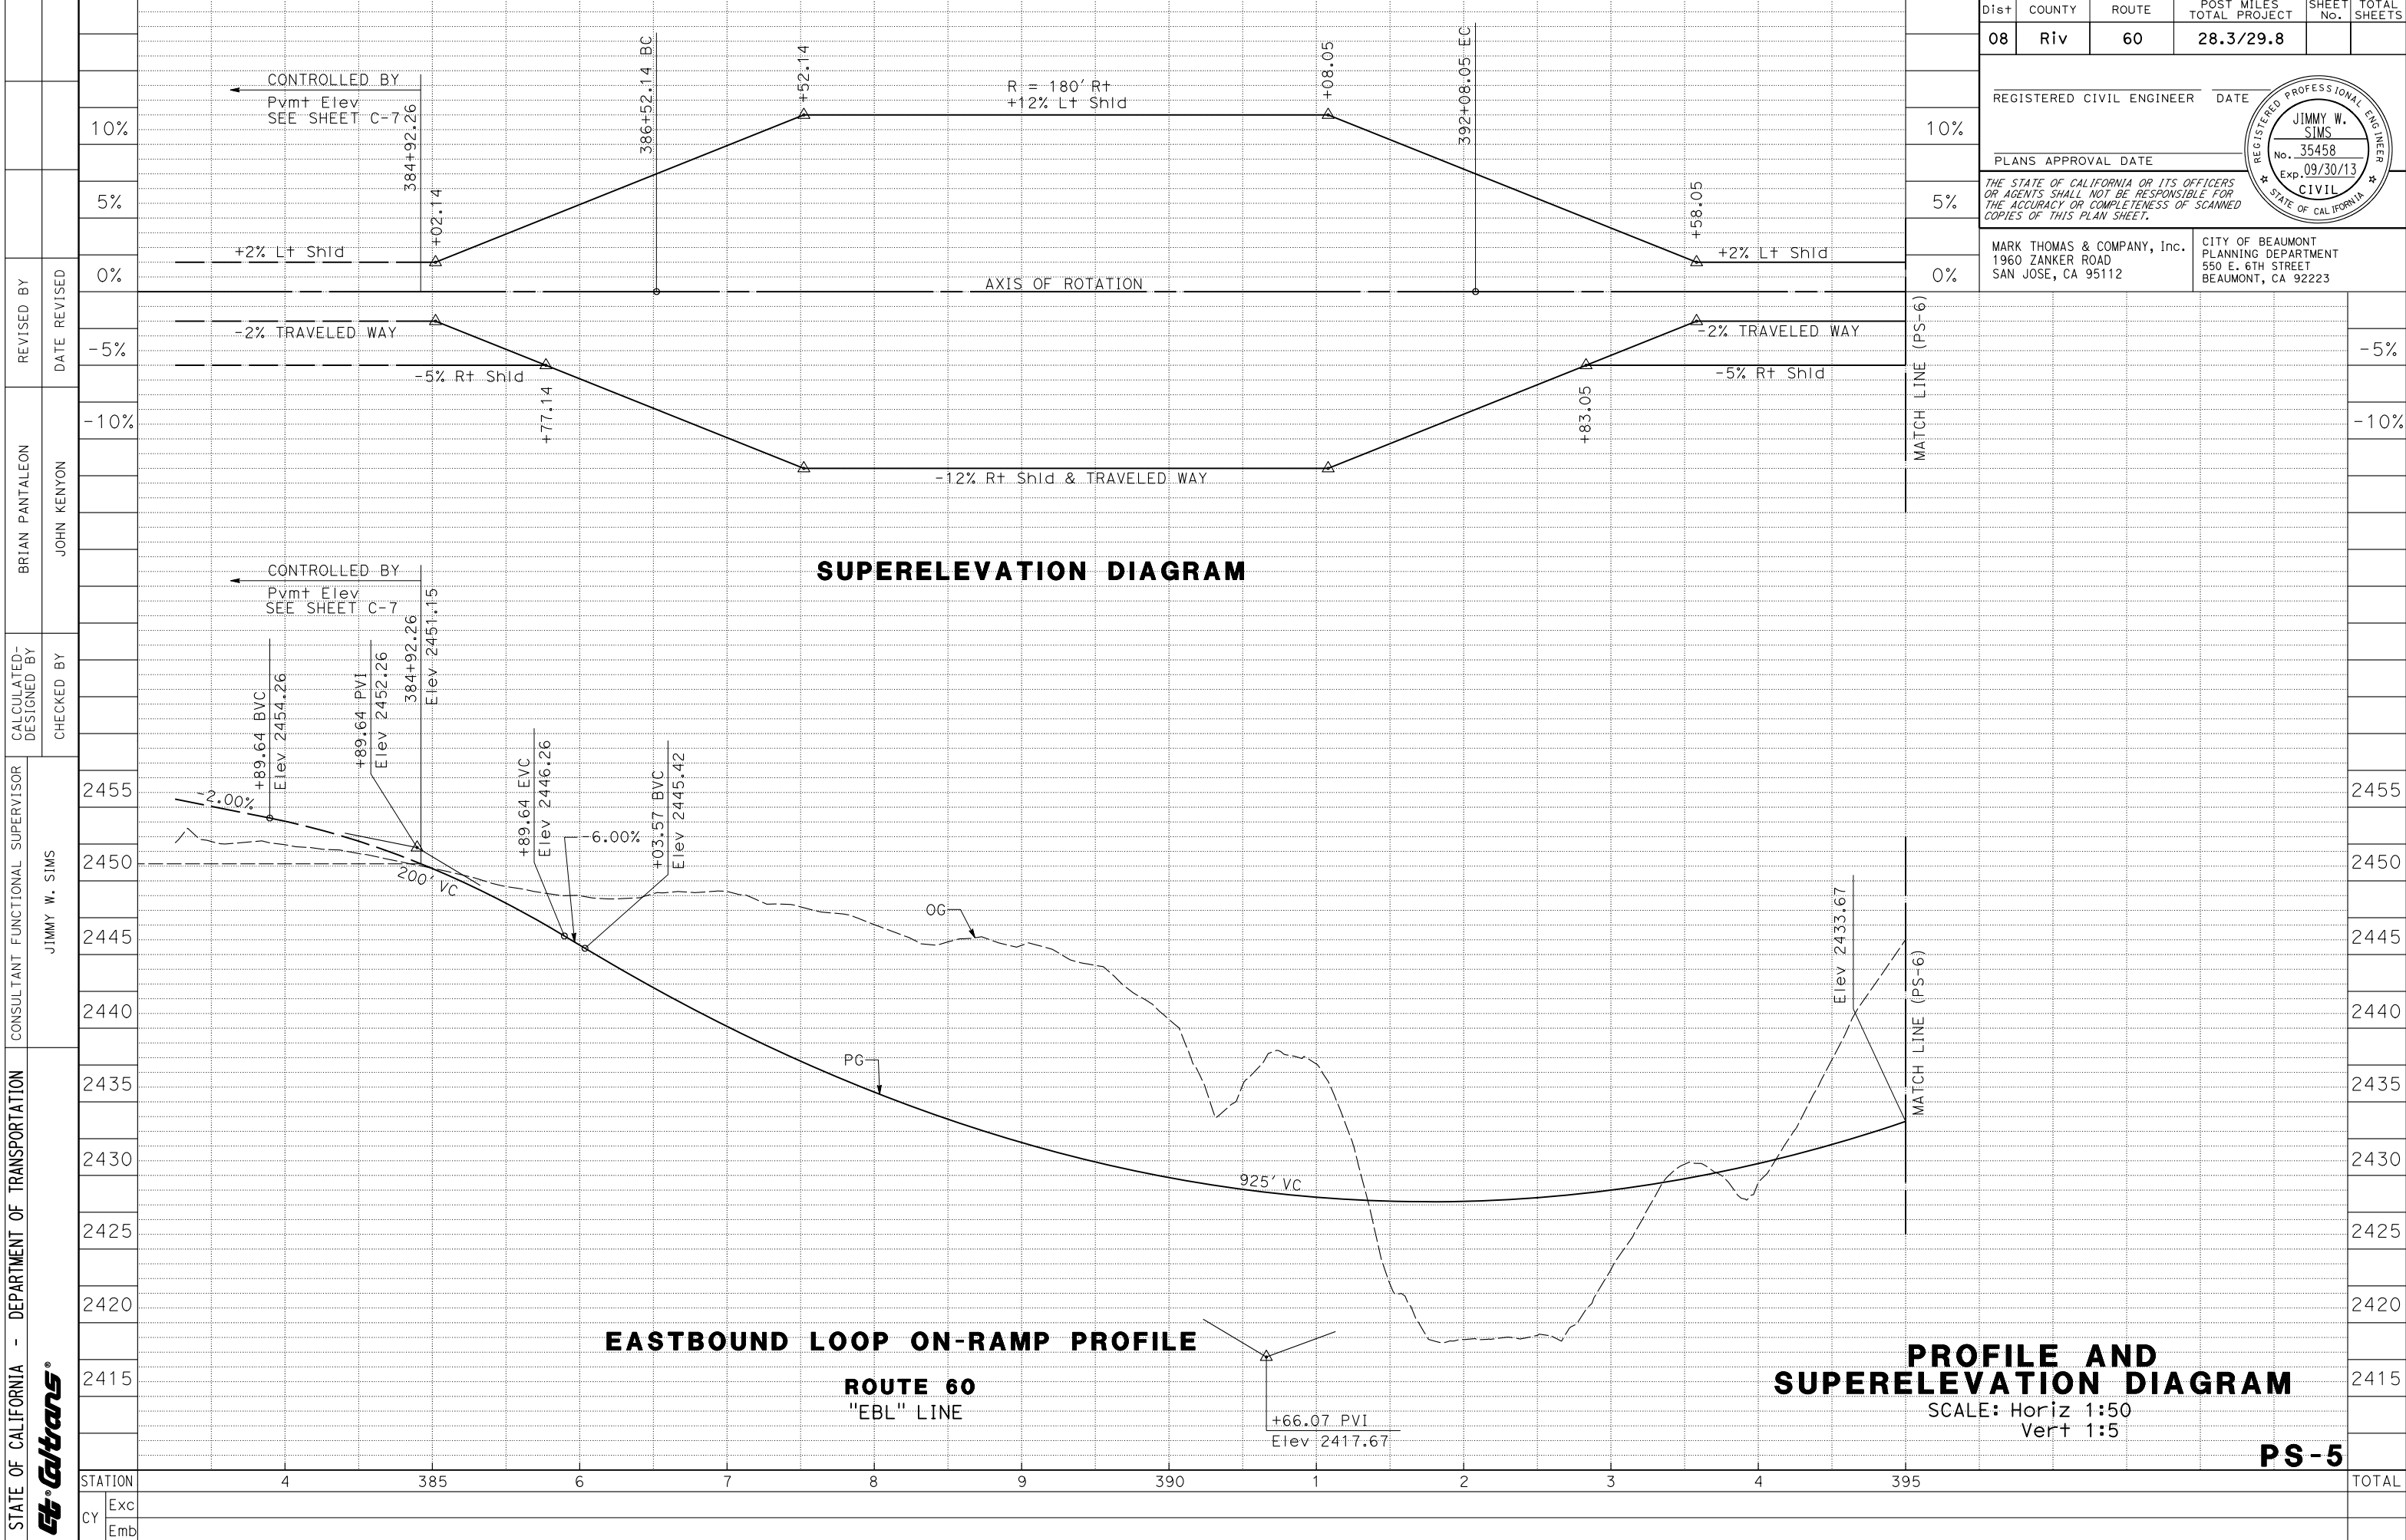 Dist COUNTY ROUTE POST MILES TOTAL PROJECT SHEET No. TOTAL SHEETS
08 Riv 60 28.3/29.8
REGISTERED CIVIL ENGINEER DATE
PLANS APPROVAL DATE
THE STATE OF CALIFORNIA OR ITS OFFICERS
OR AGENTS SHALL NOT BE RESPONSIBLE FOR
THE ACCURACY OR COMPLETENESS OF SCANNED
COPIES OF THIS PLAN SHEET.
REGISTERED PROFESSIONAL ENGINEER
JIMMY W.
SIMS
No. 35458
Exp. 09/30/13
CIVIL
STATE OF CALIFORNIA
MARK THOMAS & COMPANY, Inc.
1960 ZANKER ROAD
SAN JOSE, CA 95112
CITY OF BEAUMONT
PLANNING DEPARTMENT
550 E. 6TH STREET
BEAUMONT, CA 92223
CONTROLLED BY
Pvmt Elev
SEE SHEET C-7
384+92.26
+02.14
386+52.14 BC
+52.14
R = 180' Rt
+12% Lt Shld
+08.05
392+08.05 EC
+58.05
10%
5%
0%
-5%
-10%
10%
5%
0%
-5%
-10%
+2% Lt Shld
+2% Lt Shld
AXIS OF ROTATION
-2% TRAVELED WAY
-2% TRAVELED WAY
-5% Rt Shld
-5% Rt Shld
+77.14
+83.05
-12% Rt Shld & TRAVELED WAY
MATCH LINE (PS-6)
SUPERELEVATION DIAGRAM
CONTROLLED BY
Pvmt Elev
SEE SHEET C-7
+89.64 BVC
Elev 2454.26
+89.64 PVI
Elev 2452.26
384+92.26
Elev 2451.15
+89.64 EVC
Elev 2446.26
-6.00%
+03.57 BVC
Elev 2445.42
-2.00%
200' VC
OG
PG
925' VC
Elev 2433.67
MATCH LINE (PS-6)
2455
2450
2445
2440
2435
2430
2425
2420
2415
2455
2450
2445
2440
2435
2430
2425
2420
2415
EASTBOUND LOOP ON-RAMP PROFILE
ROUTE 60
"EBL" LINE
+66.07 PVI
Elev 2417.67
PROFILE AND
SUPERELEVATION DIAGRAM
SCALE: Horiz 1:50
Vert 1:5
PS-5
STATION 4 385 6 7 8 9 390 1 2 3 4 395 TOTAL
CY Exc
Emb
REVISED BY
DATE REVISED
BRIAN PANTALEON
JOHN KENYON
CALCULATED-
DESIGNED BY
CHECKED BY
CONSULTANT FUNCTIONAL SUPERVISOR
JIMMY W. SIMS
STATE OF CALIFORNIA - DEPARTMENT OF TRANSPORTATION
Caltrans